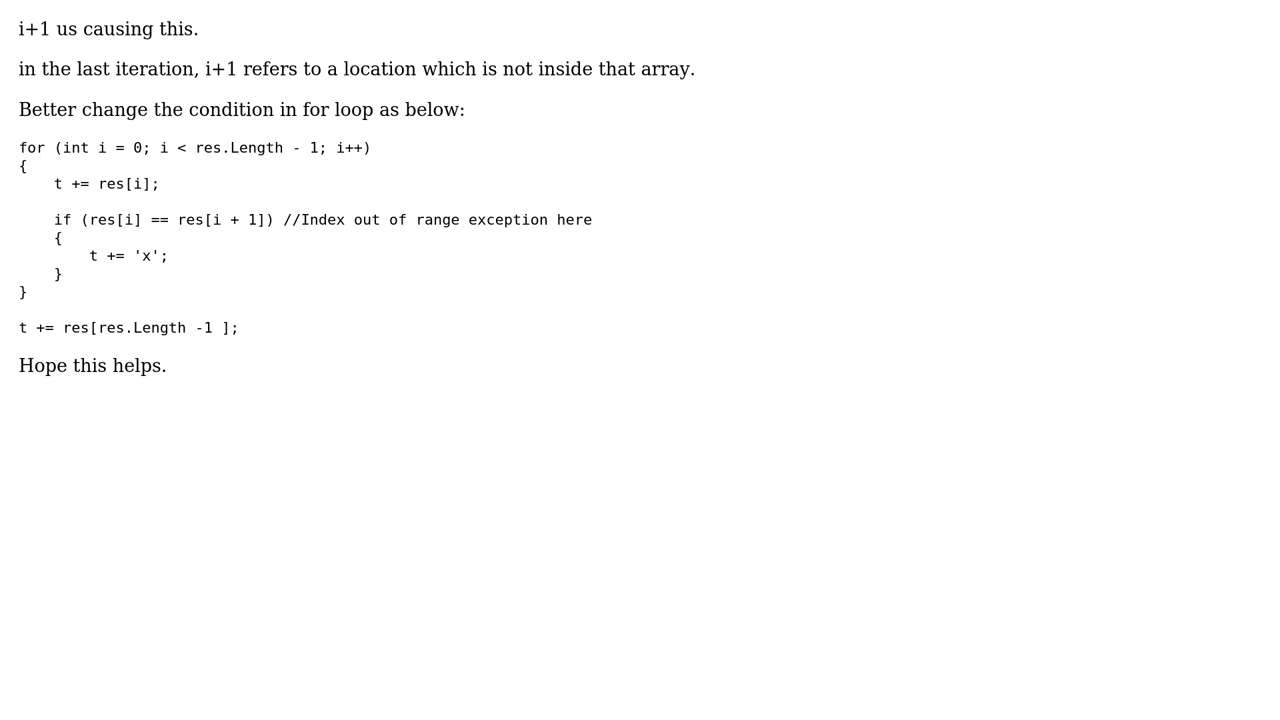 i+1 us causing this.
in the last iteration, i+1 refers to a location which is not inside that array.
Better change the condition in for loop as below:
for (int i = 0; i < res.Length - 1; i++)
{
    t += res[i];
    if (res[i] == res[i + 1]) //Index out of range exception here
    {
        t += 'x';
    }
}
t += res[res.Length -1 ];
Hope this helps.